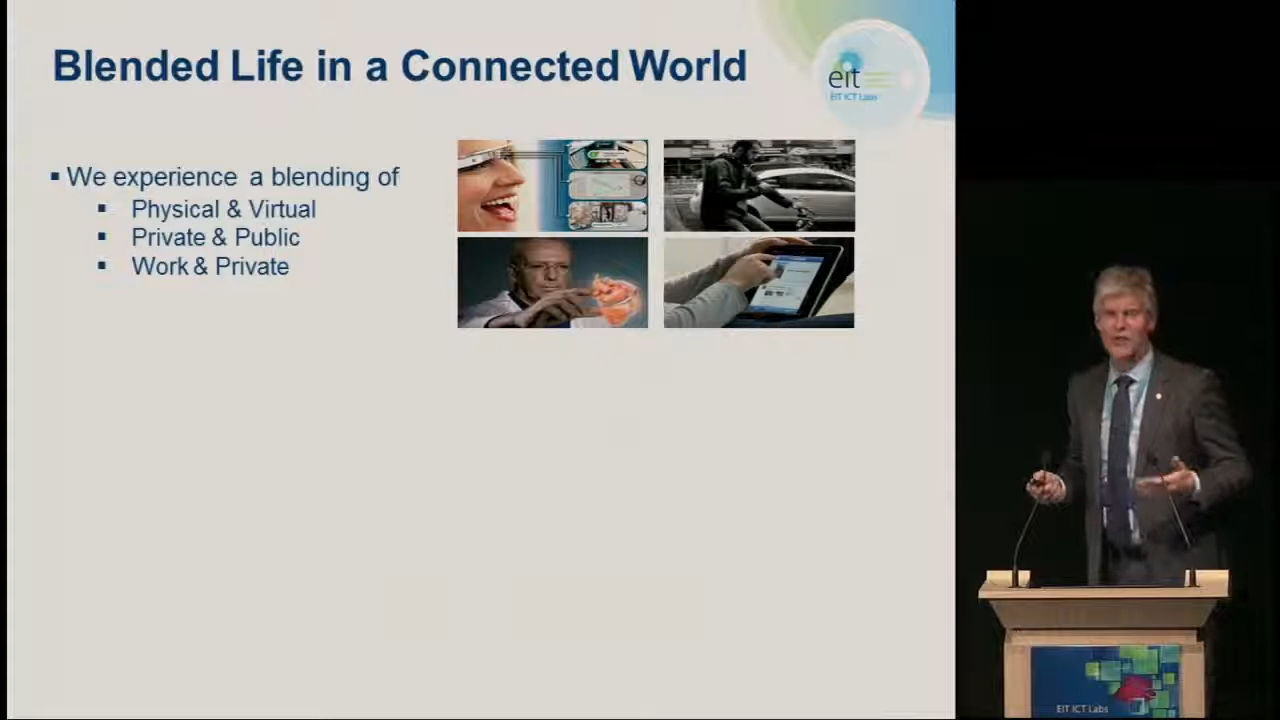 Blended Life in a Connected World
eit
EIT ICT Labs
▪ We experience a blending of
▪ Physical & Virtual
▪ Private & Public
▪ Work & Private
EIT ICT Labs